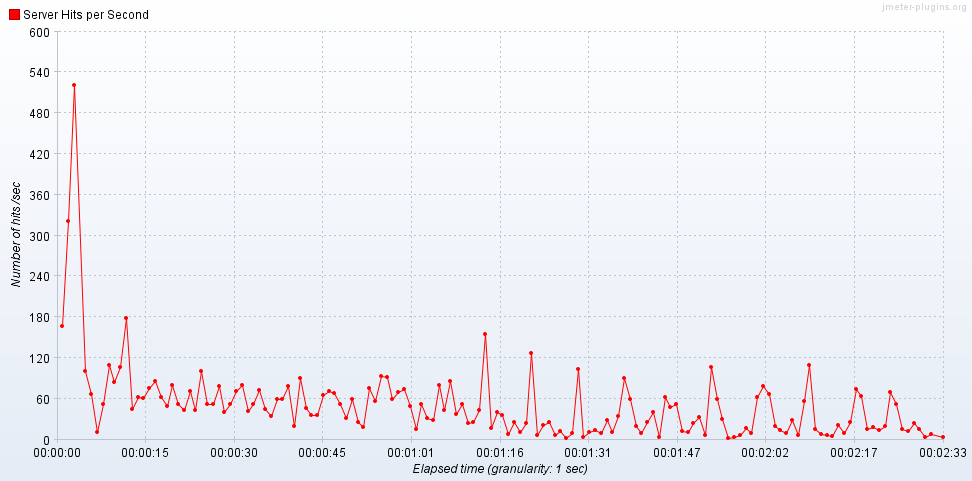 Server Hits per Second
jmeter-plugins.org
600
540
480
420
360
300
240
180
120
60
0
Number of hits /sec
00:00:00 00:00:15 00:00:30 00:00:45 00:01:01 00:01:16 00:01:31 00:01:47 00:02:02 00:02:17 00:02:33
Elapsed time (granularity: 1 sec)